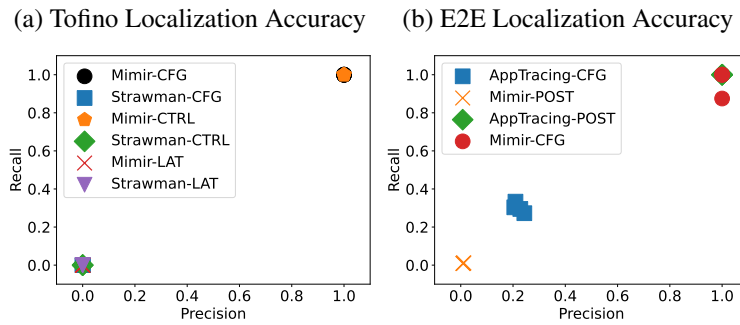 (a) Tofino Localization Accuracy
1.0
0.8
0.6
0.4
0.2
0.0
Recall
Mimir-CFG
Strawman-CFG
Mimir-CTRL
Strawman-CTRL
Mimir-LAT
Strawman-LAT
0.0 0.2 0.4 0.6 0.8 1.0
Precision
(b) E2E Localization Accuracy
1.0
0.8
0.6
0.4
0.2
0.0
Recall
AppTracing-CFG
Mimir-POST
AppTracing-POST
Mimir-CFG
0.0 0.2 0.4 0.6 0.8 1.0
Precision